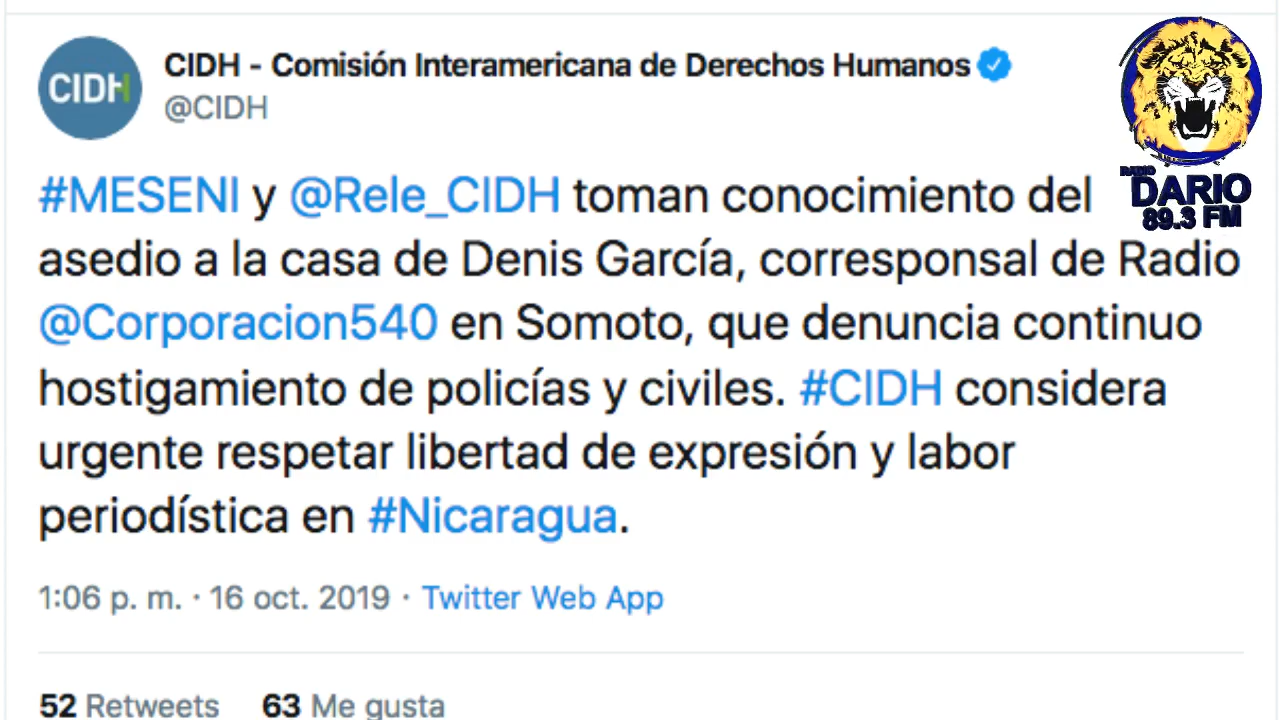 CIDH
CIDH - Comisión Interamericana de Derechos Humanos
@CIDH
RADIO
DARIO
89.3 FM
#MESENI y @Rele_CIDH toman conocimiento del
asedio a la casa de Denis García, corresponsal de Radio
@Corporacion540 en Somoto, que denuncia continuo
hostigamiento de policías y civiles. #CIDH considera
urgente respetar libertad de expresión y labor
periodística en #Nicaragua.
1:06 p. m. · 16 oct. 2019 · Twitter Web App
52 Retweets 63 Me gusta